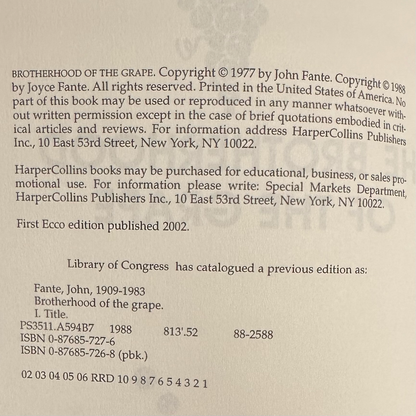 BROTHERHOOD OF THE GRAPE. Copyright © 1977 by John Fante. Copyright © 1988
by Joyce Fante. All rights reserved. Printed in the United States of America. No
part of this book may be used or reproduced in any manner whatsoever with-
out written permission except in the case of brief quotations embodied in crit-
ical articles and reviews. For information address HarperCollins Publishers
Inc., 10 East 53rd Street, New York, NY 10022.
HarperCollins books may be purchased for educational, business, or sales pro-
motional use. For information please write: Special Markets Department,
HarperCollins Publishers Inc., 10 East 53rd Street, New York, NY 10022.
First Ecco edition published 2002.
Library of Congress has catalogued a previous edition as:
Fante, John, 1909-1983
Brotherhood of the grape.
I. Title.
PS3511.A594B7 1988 813'.52 88-2588
ISBN 0-87685-727-6
ISBN 0-87685-726-8 (pbk.)
02 03 04 05 06 RRD 10 9 8 7 6 5 4 3 2 1